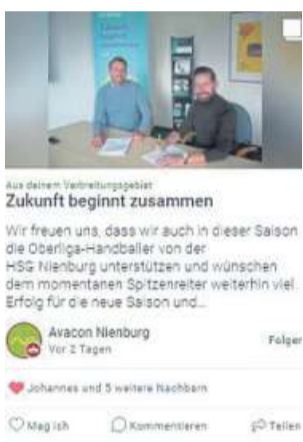 Aus deinem Verbreitungsgebiet
Zukunft beginnt zusammen
Wir freuen uns, dass wir auch in dieser Saison
die Oberliga-Handballer von der
HSG Nienburg unterstützen und wünschen
dem momentanen Spitzenreiter weiterhin viel
Erfolg für die neue Saison und...
Avacon Nienburg
Vor 2 Tagen
Folgen
Johannes und 5 weitere Nachbarn
Mag ich
Kommentieren
Teilen